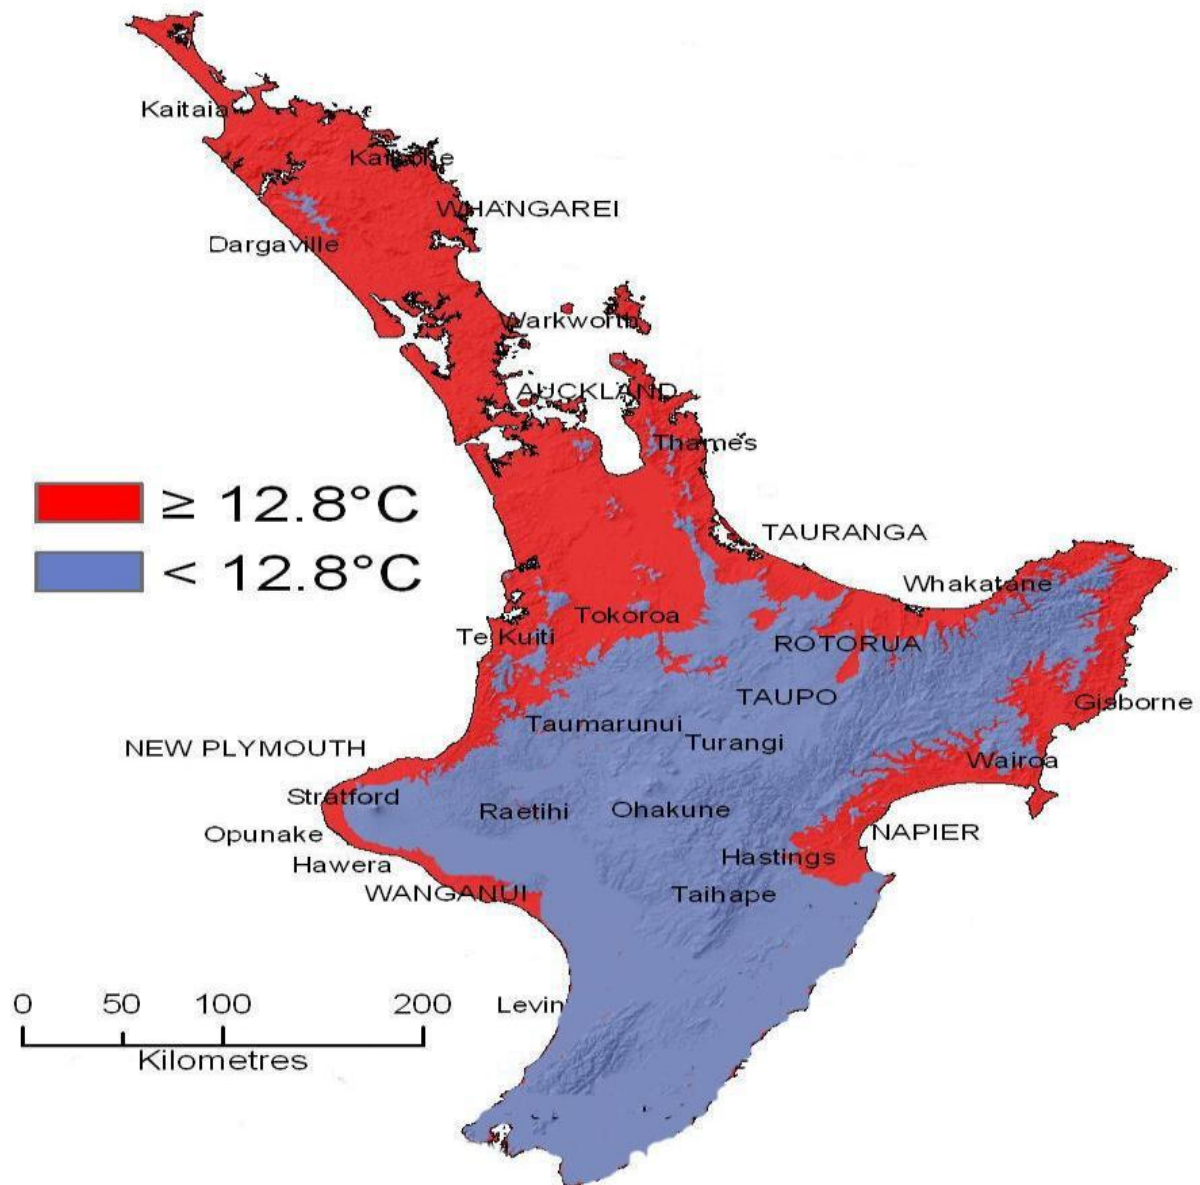 Kaitaia
Kaikohe
WHANGAREI
Dargaville
Warkworth
AUCKLAND
Thames
≥ 12.8°C
TAURANGA
< 12.8°C
Whakatane
Tokoroa
Te Kuiti
ROTORUA
TAUPO
Gisborne
Taumarunui
Turangi
NEW PLYMOUTH
Wairoa
Stratford
Raetihi
Ohakune
Opunake
NAPIER
Hawera
Hastings
WANGANUI
Taihape
0 50 100 200
Levin
Kilometres